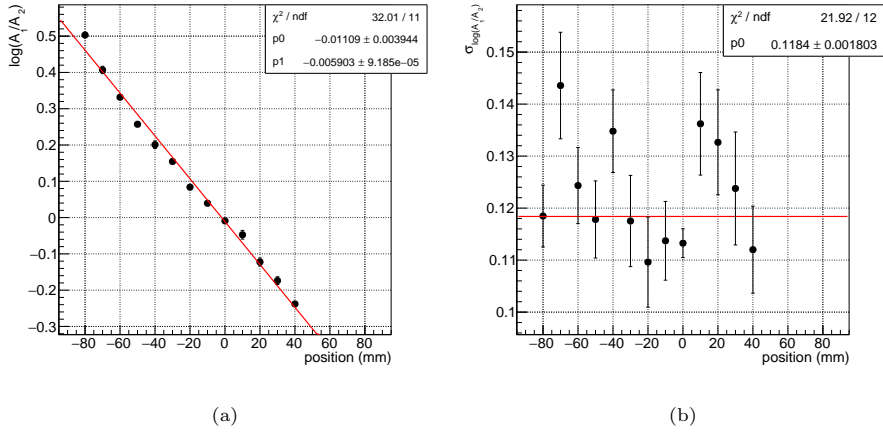 log(A₁/A₂)
χ² / ndf 32.01 / 11
p0 −0.01109 ± 0.003944
p1 −0.005903 ± 9.185e−05
0.5
0.4
0.3
0.2
0.1
0
−0.1
−0.2
−0.3
−80 −60 −40 −20 0 20 40 60 80
position (mm)
(a)
σ log(A₁/A₂)
χ² / ndf 21.92 / 12
p0 0.1184 ± 0.001803
0.15
0.14
0.13
0.12
0.11
0.1
−80 −60 −40 −20 0 20 40 60 80
position (mm)
(b)